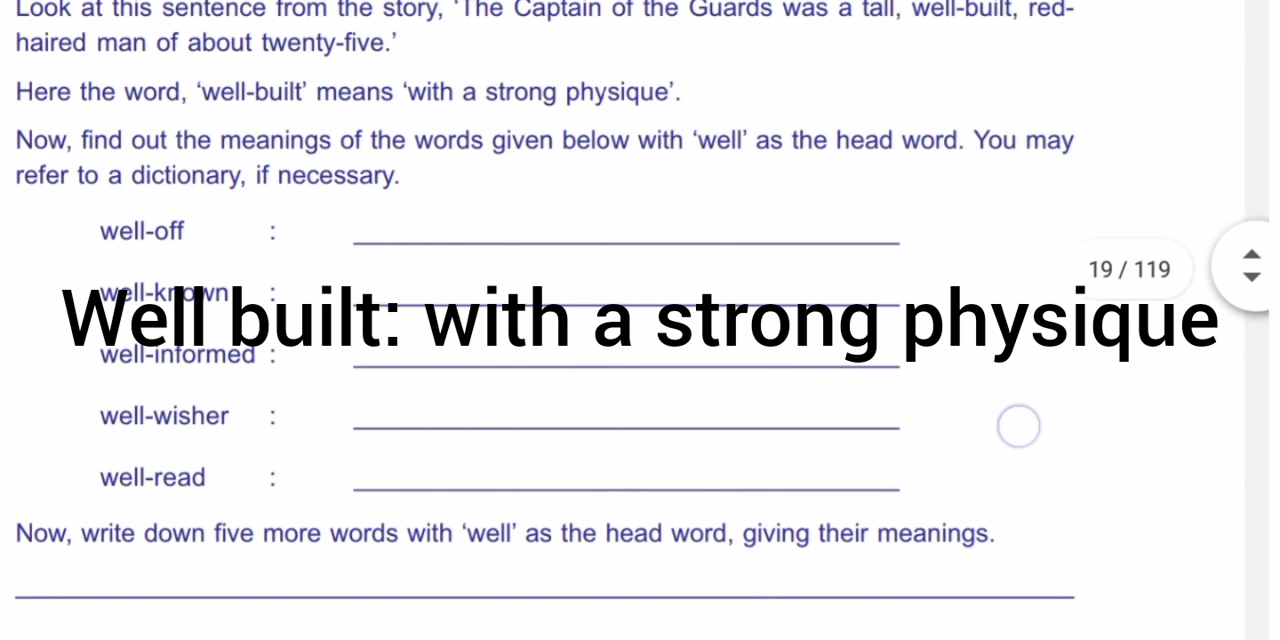 Look at this sentence from the story, ‘The Captain of the Guards was a tall, well-built, red-
haired man of about twenty-five.’
Here the word, ‘well-built’ means ‘with a strong physique’.
Now, find out the meanings of the words given below with ‘well’ as the head word. You may
refer to a dictionary, if necessary.
well-off :
19 / 119
well-known :
Well built: with a strong physique
well-informed :
well-wisher :
well-read :
Now, write down five more words with ‘well’ as the head word, giving their meanings.